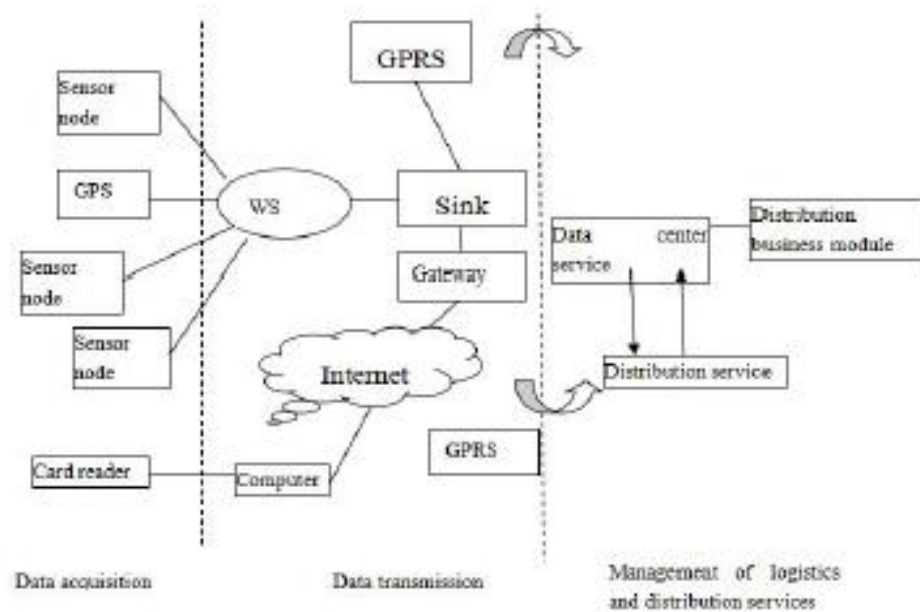 GPRS
Sensor
node
GPS
WS
Sink
Sensor
node
Gateway
Data center
service
Distribution
business module
Sensor
node
Internet
Distribution service
GPRS
Card reader
Computer
Data acquisition
Data transmission
Management of logistics
and distribution services